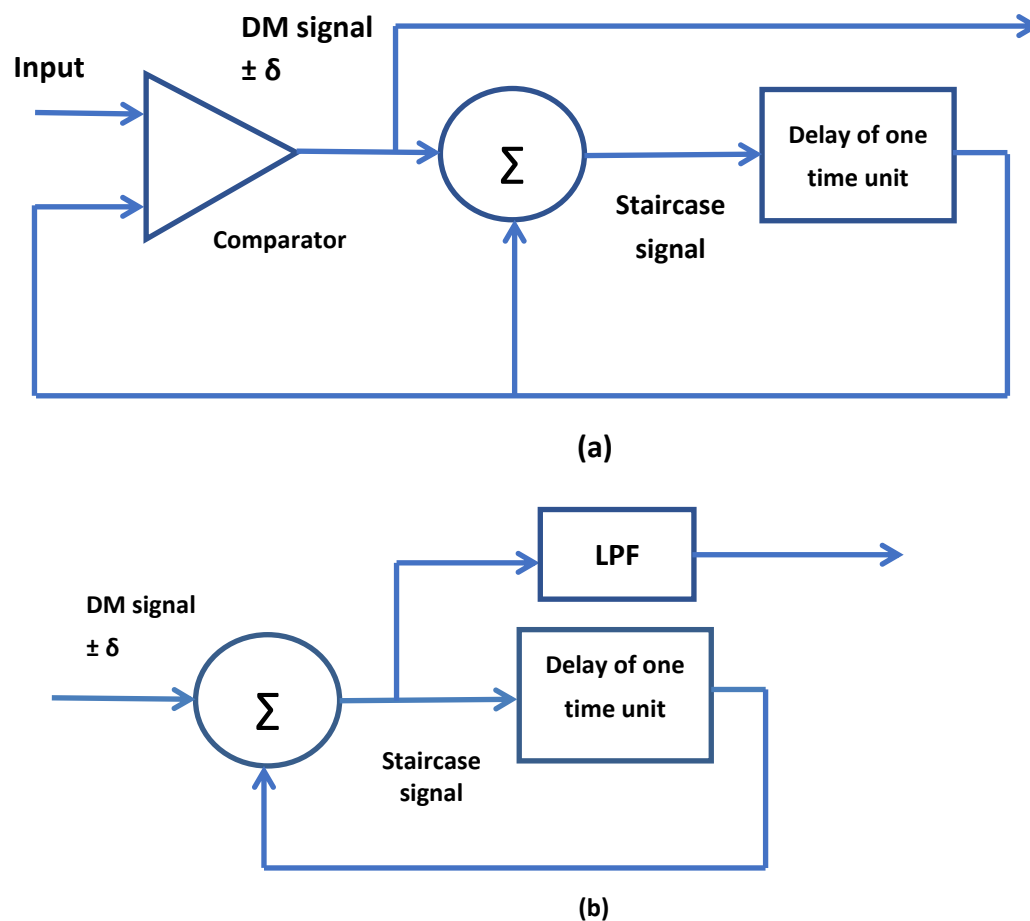 DM signal
± δ
Input
Σ
Delay of one
time unit
Staircase
signal
Comparator
(a)
LPF
DM signal
± δ
Σ
Delay of one
time unit
Staircase
signal
(b)